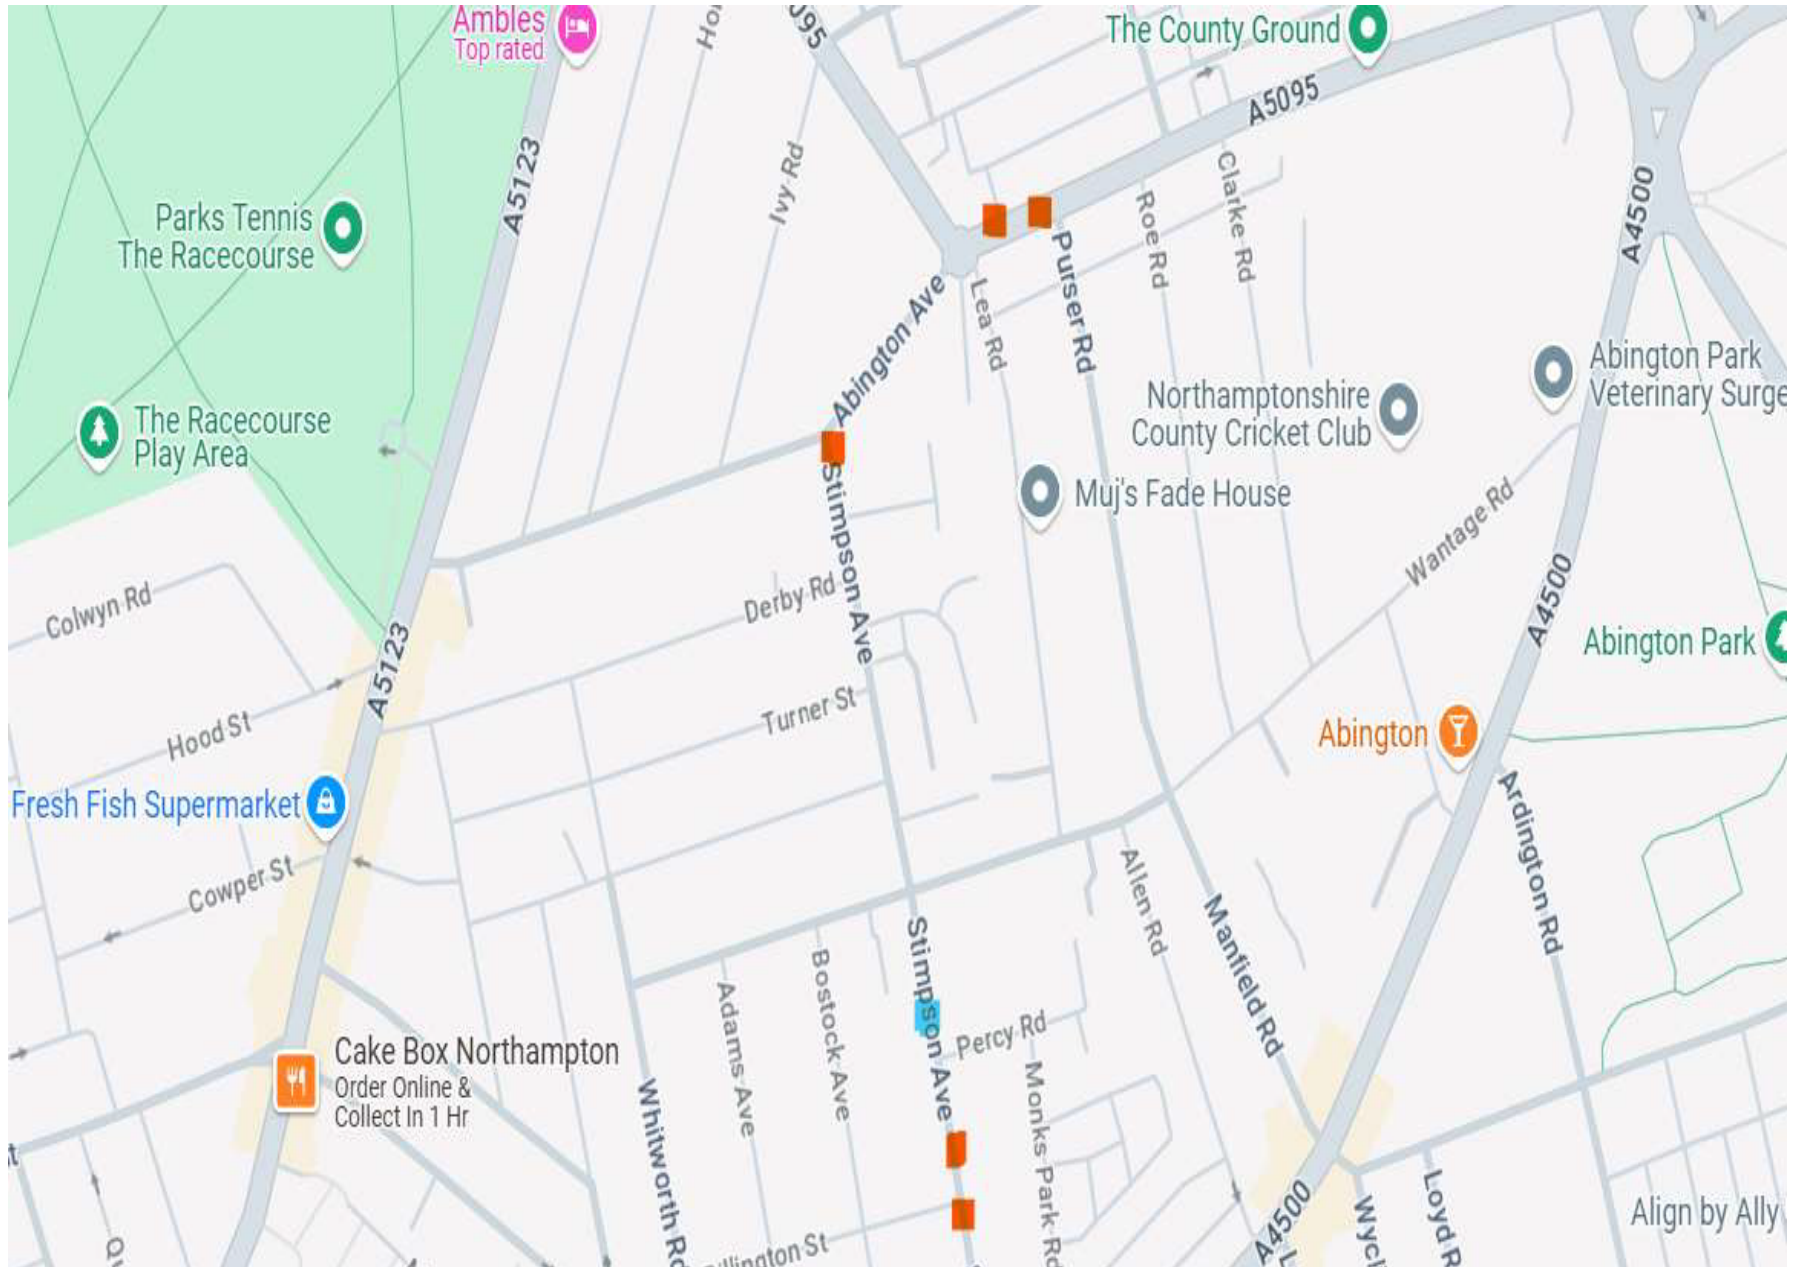 Ambles
Top rated
The County Ground
A5095
A5123
Ivy Rd
Clarke Rd
A4500
Parks Tennis
The Racecourse
Roe Rd
Purser Rd
Lea Rd
Abington Ave
Abington Park
Northamptonshire
County Cricket Club
The Racecourse
Play Area
Stimpson Ave
Muj's Fade House
Wantage Rd
Colwyn Rd
Derby Rd
A4500
A5123
Abington Park
Turner St
Hood St
Abington
Fresh Fish Supermarket
Ardington Rd
Cowper St
Allen Rd
Manfield Rd
Stimpson Ave
Bostock Ave
Adams Ave
Percy Rd
Cake Box Northampton
Order Online &
Collect In 1 Hr
Monks Park Rd
Whitworth Rd
A4500
Align by Ally